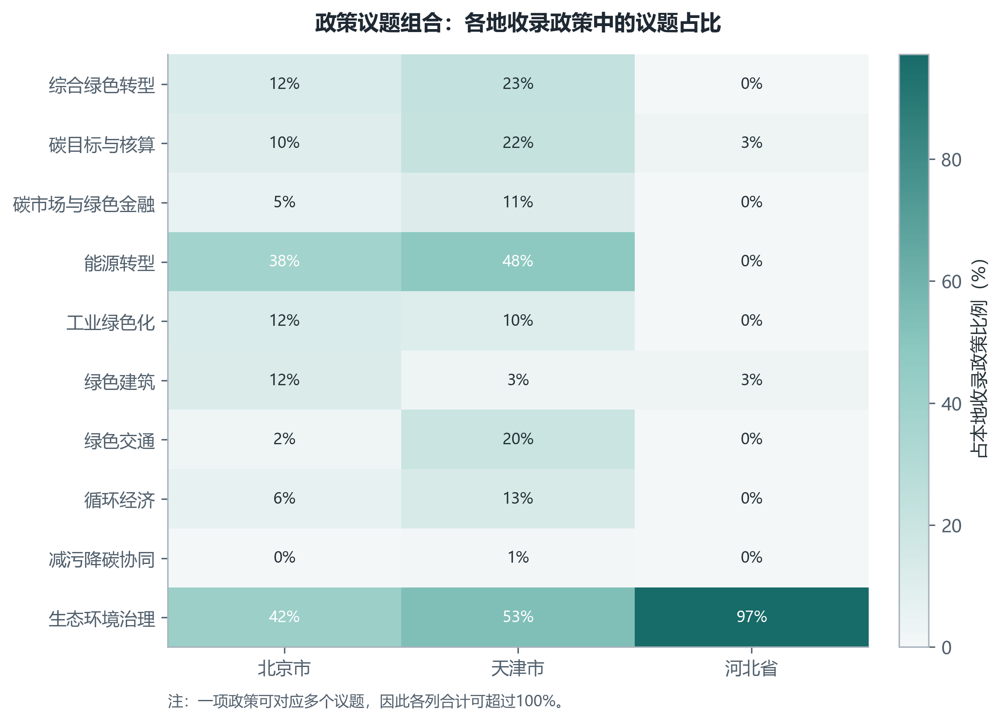 政策议题组合：各地收录政策中的议题占比
综合绿色转型 12% 23% 0%
碳目标与核算 10% 22% 3%
碳市场与绿色金融 5% 11% 0%
能源转型 38% 48% 0%
工业绿色化 12% 10% 0%
绿色建筑 12% 3% 3%
绿色交通 2% 20% 0%
循环经济 6% 13% 0%
减污降碳协同 0% 1% 0%
生态环境治理 42% 53% 97%
北京市 天津市 河北省
80
60
40
20
0
占本地收录政策比例（%）
注：一项政策可对应多个议题，因此各列合计可超过100%。